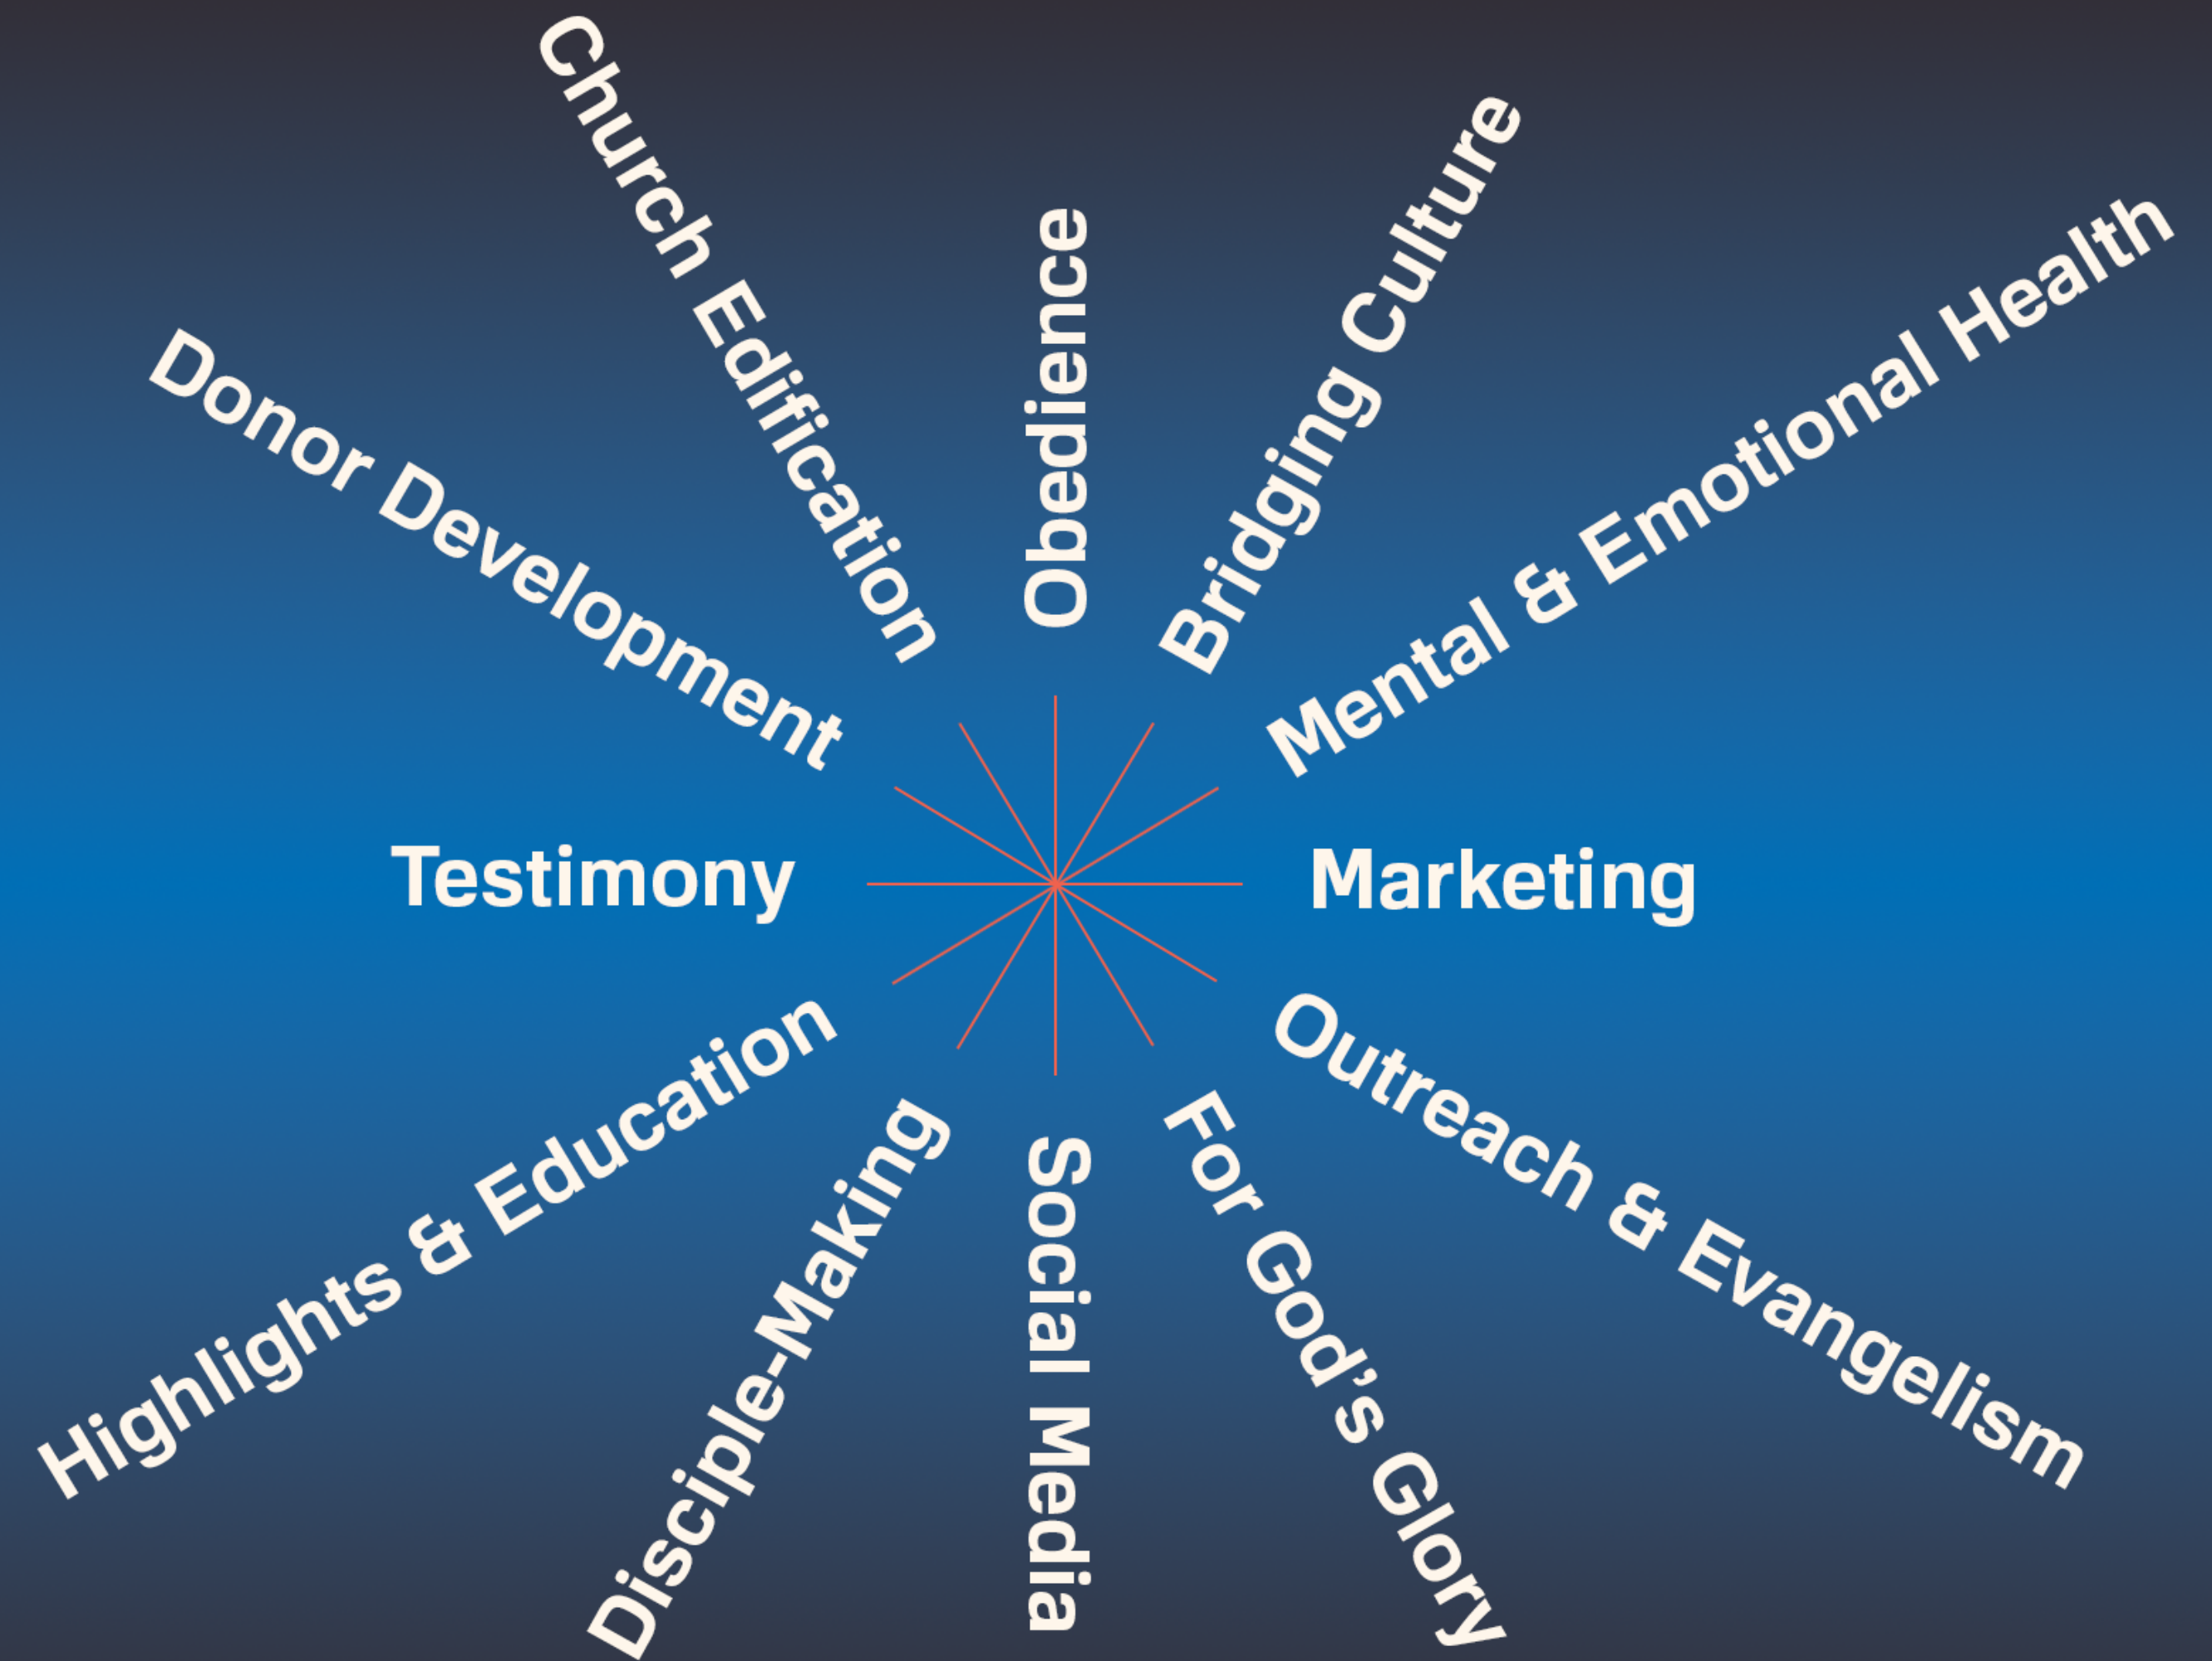 Obedience
Bridging Culture
Mental & Emotional Health
Marketing
Outreach & Evangelism
For God's Glory
Social Media
Disciple-Making
Highlights & Education
Testimony
Donor Development
Church Edification